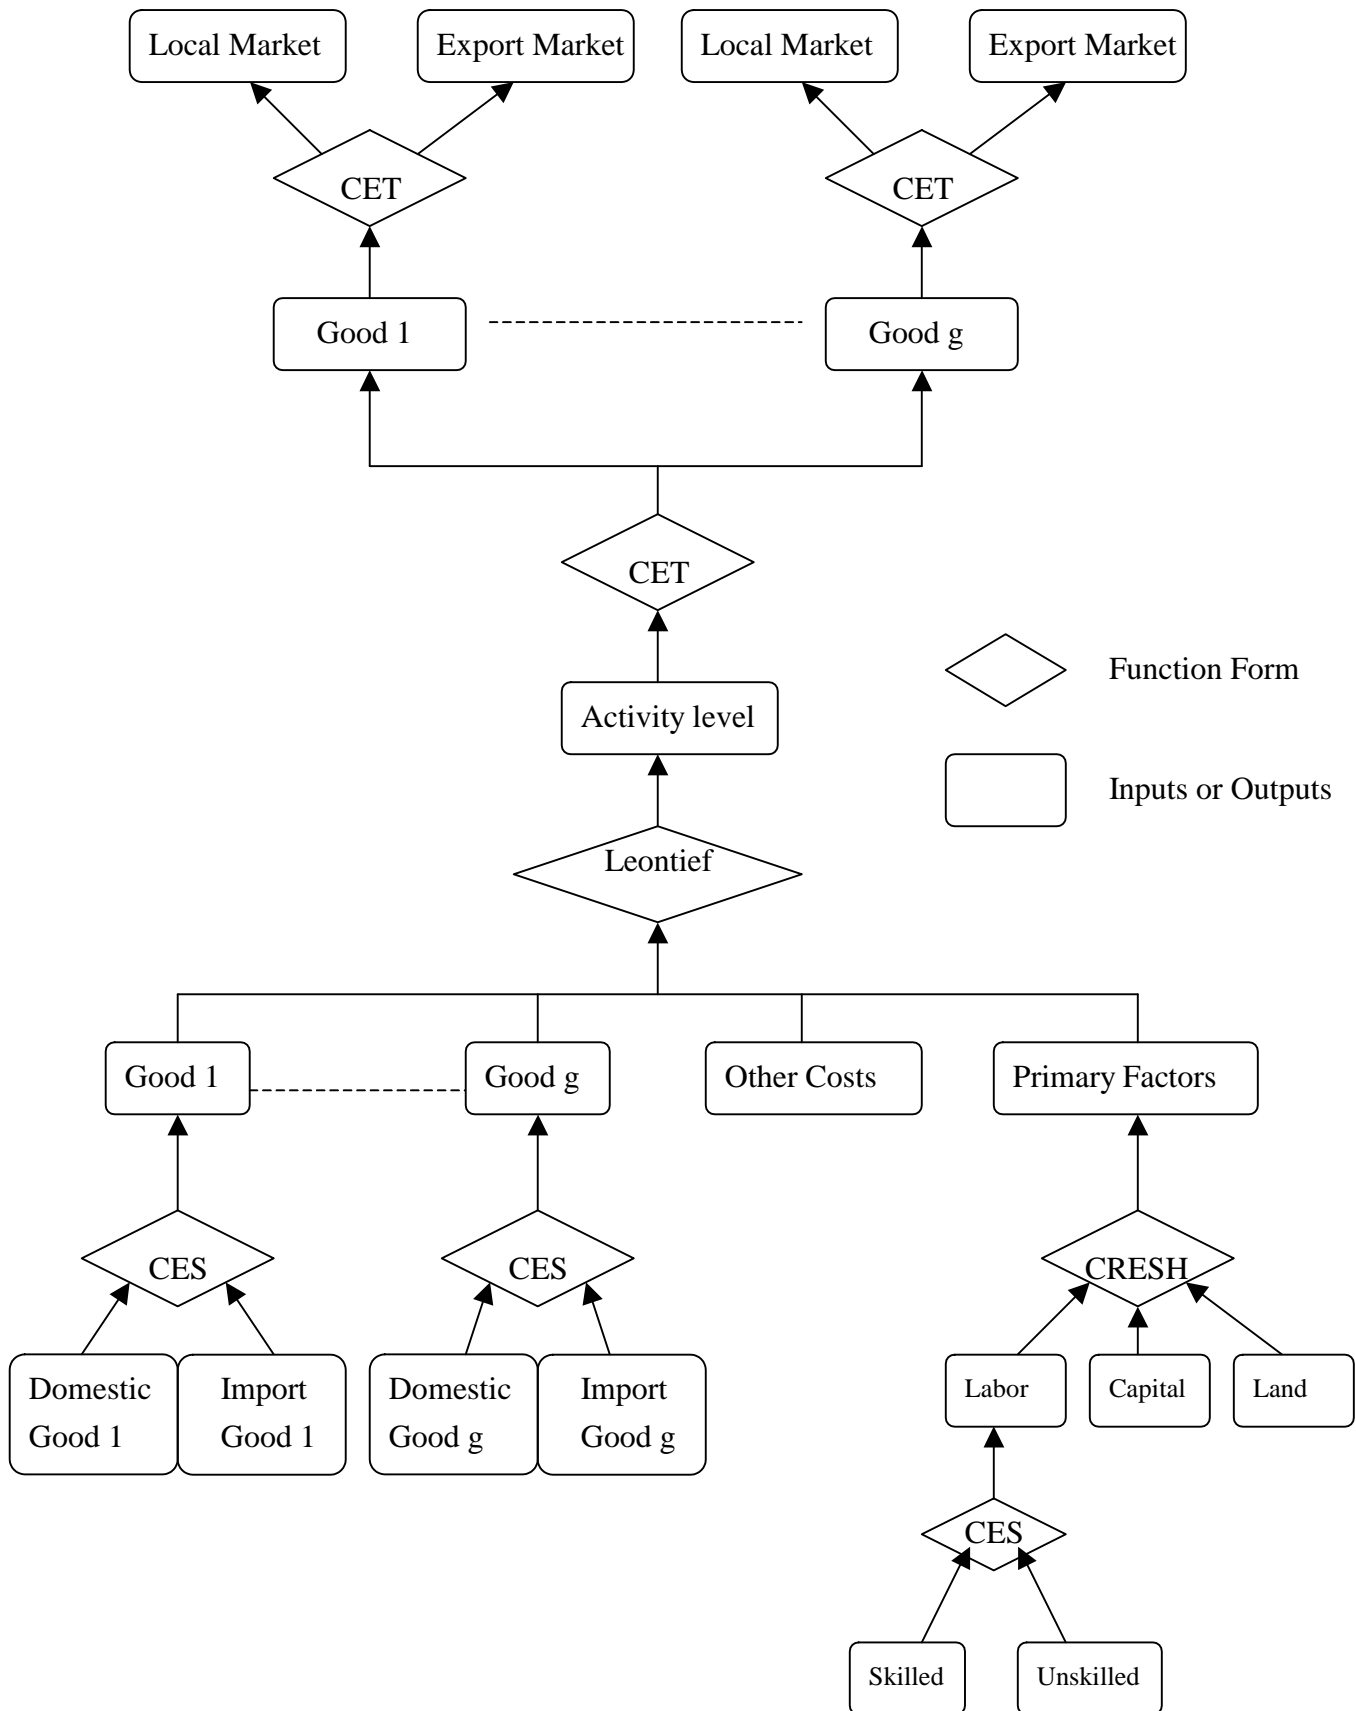 Local Market
Export Market
Local Market
Export Market
CET
CET
Good 1
Good g
CET
Function Form
Activity level
Inputs or Outputs
Leontief
Good 1
Good g
Other Costs
Primary Factors
CES
CES
CRESH
Domestic
Good 1
Import
Good 1
Domestic
Good g
Import
Good g
Labor
Capital
Land
CES
Skilled
Unskilled